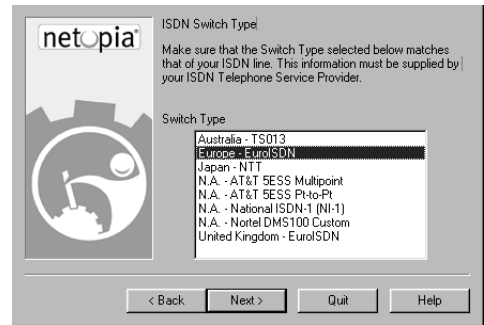 netopia
ISDN Switch Type
Make sure that the Switch Type selected below matches
that of your ISDN line. This information must be supplied by
your ISDN Telephone Service Provider.
Switch Type
Australia - TS013
Europe - EuroISDN
Japan - NTT
N.A. - AT&T 5ESS Multipoint
N.A. - AT&T 5ESS Pt-to-Pt
N.A. - National ISDN-1 (NI-1)
N.A. - Nortel DMS100 Custom
United Kingdom - EuroISDN
< Back
Next >
Quit
Help